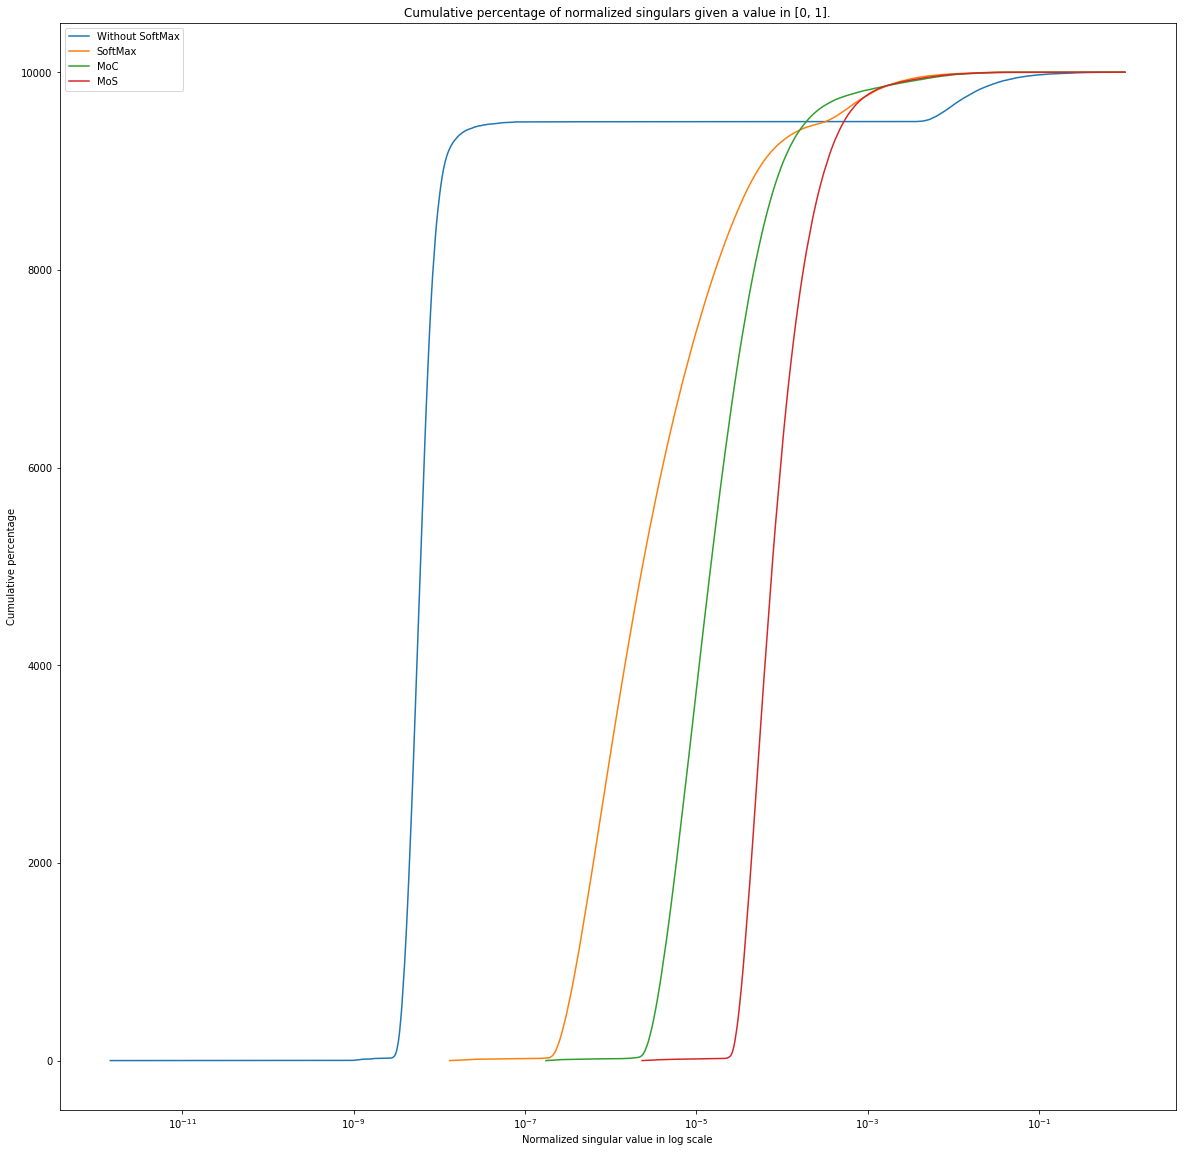 Cumulative percentage of normalized singulars given a value in [0, 1].
Without SoftMax
SoftMax
MoC
MoS
10000
8000
6000
4000
2000
0
Cumulative percentage
10⁻¹¹ 10⁻⁹ 10⁻⁷ 10⁻⁵ 10⁻³ 10⁻¹
Normalized singular value in log scale